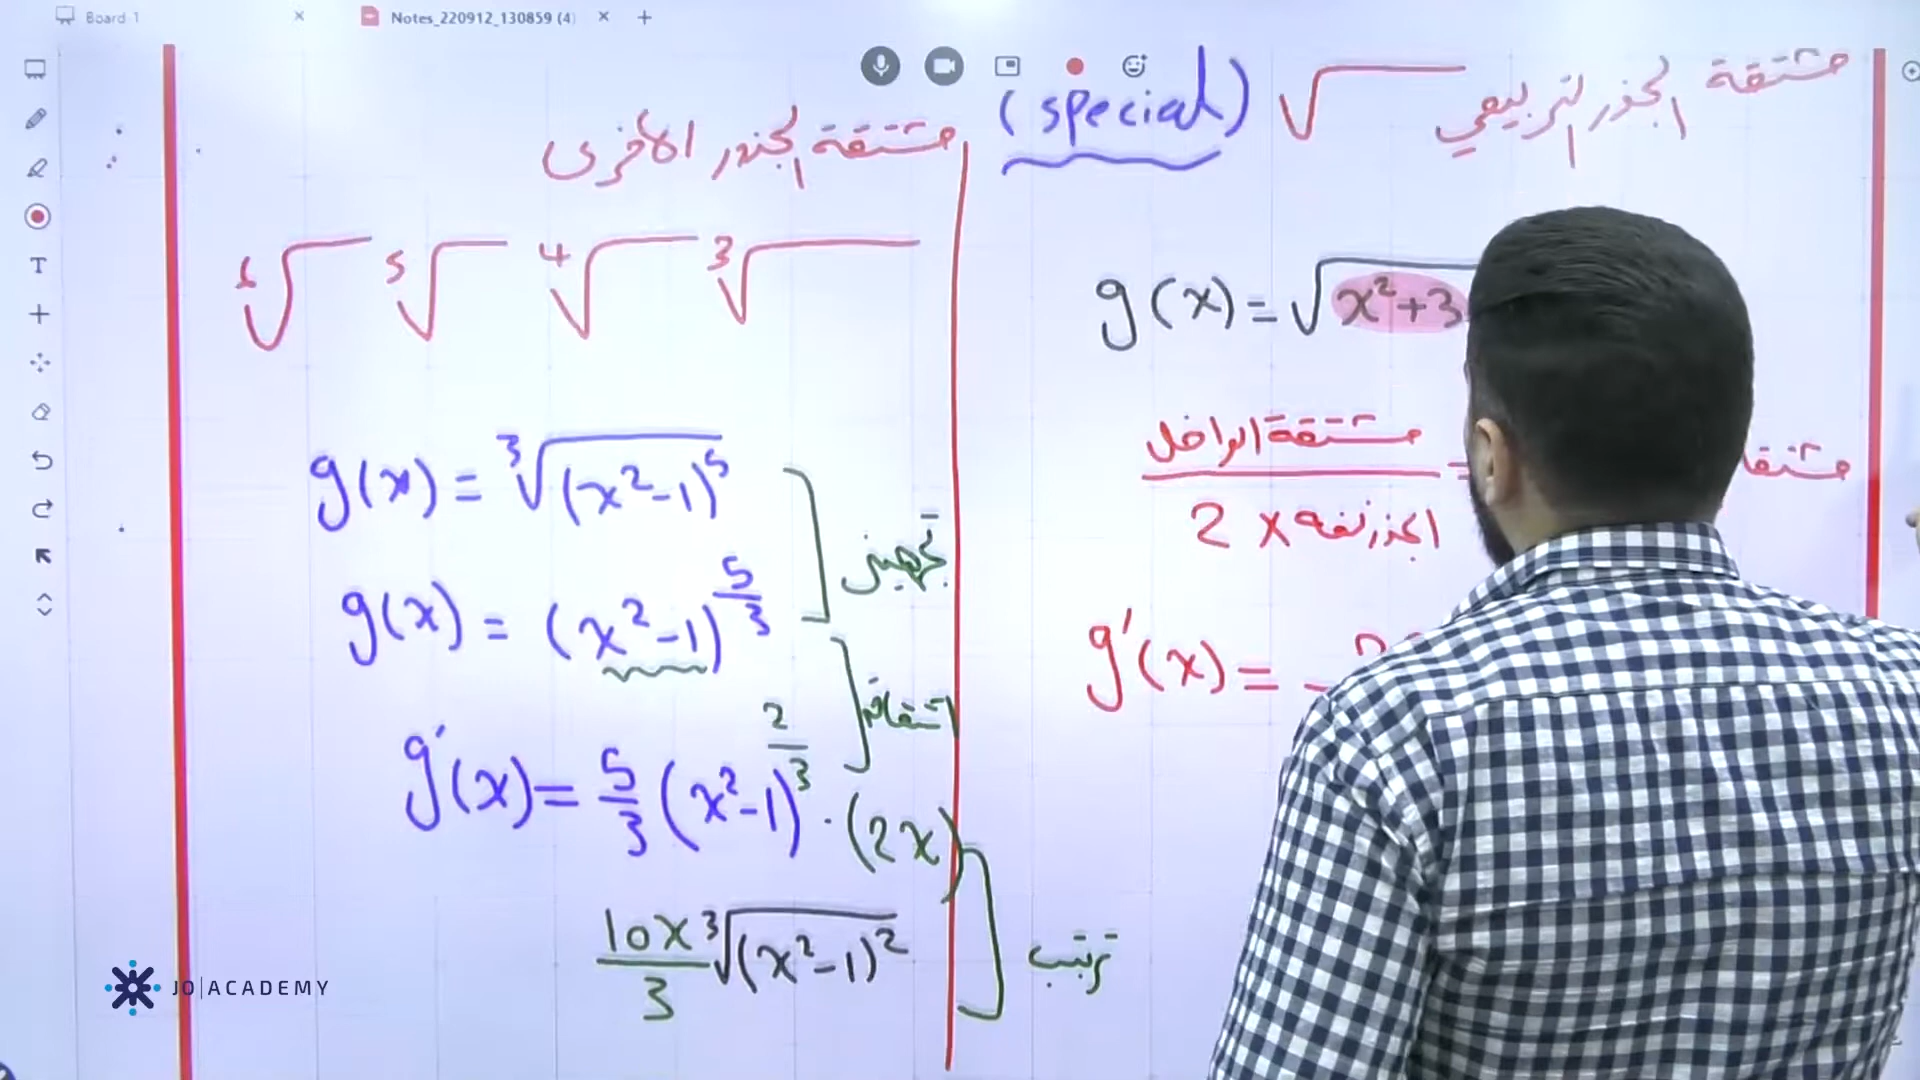 Board 1
Notes_220912_130859 (4)
مشتقة الجذر التربيعي √
(special)
g(x) = √x²+3
مشتقة الداخل
2 × الجذر نفسه
=
g'(x) =
مشتقة الجذر الأخرى
³√ ⁴√ ⁵√ ⁶√
g(x) = ³√(x²-1)⁵
تجهيز
g(x) = (x²-1)^5/3
اشتقاق
g'(x) = 5/3 (x²-1)^2/3 · (2x)
10x/3 ³√(x²-1)²
ترتيب
JO|ACADEMY